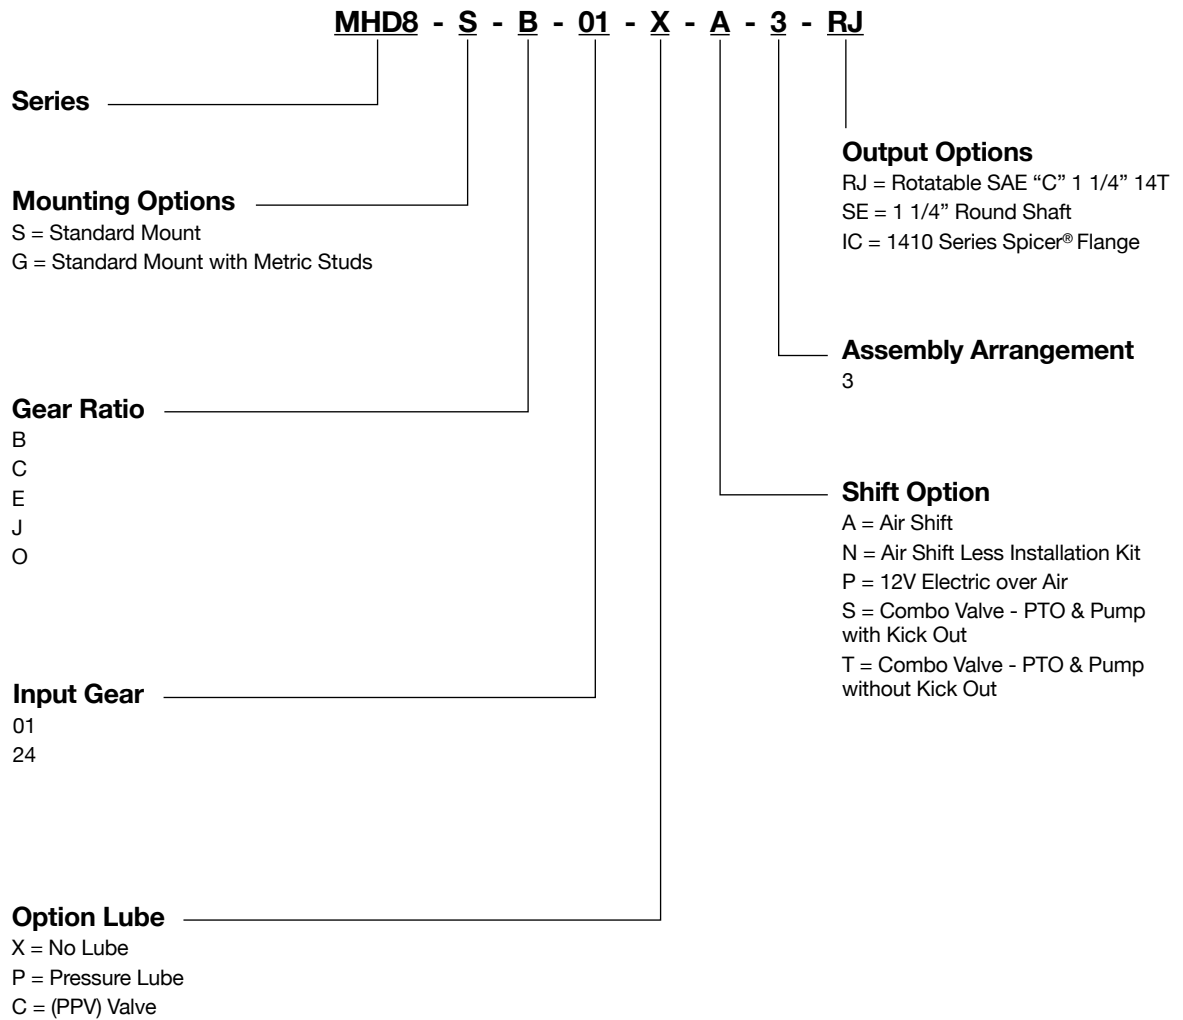 MHD8 - S - B - 01 - X - A - 3 - RJ
Series
Mounting Options
S = Standard Mount
G = Standard Mount with Metric Studs
Gear Ratio
B
C
E
J
O
Input Gear
01
24
Option Lube
X = No Lube
P = Pressure Lube
C = (PPV) Valve
Output Options
RJ = Rotatable SAE “C” 1 1/4” 14T
SE = 1 1/4” Round Shaft
IC = 1410 Series Spicer® Flange
Assembly Arrangement
3
Shift Option
A = Air Shift
N = Air Shift Less Installation Kit
P = 12V Electric over Air
S = Combo Valve - PTO & Pump
with Kick Out
T = Combo Valve - PTO & Pump
without Kick Out